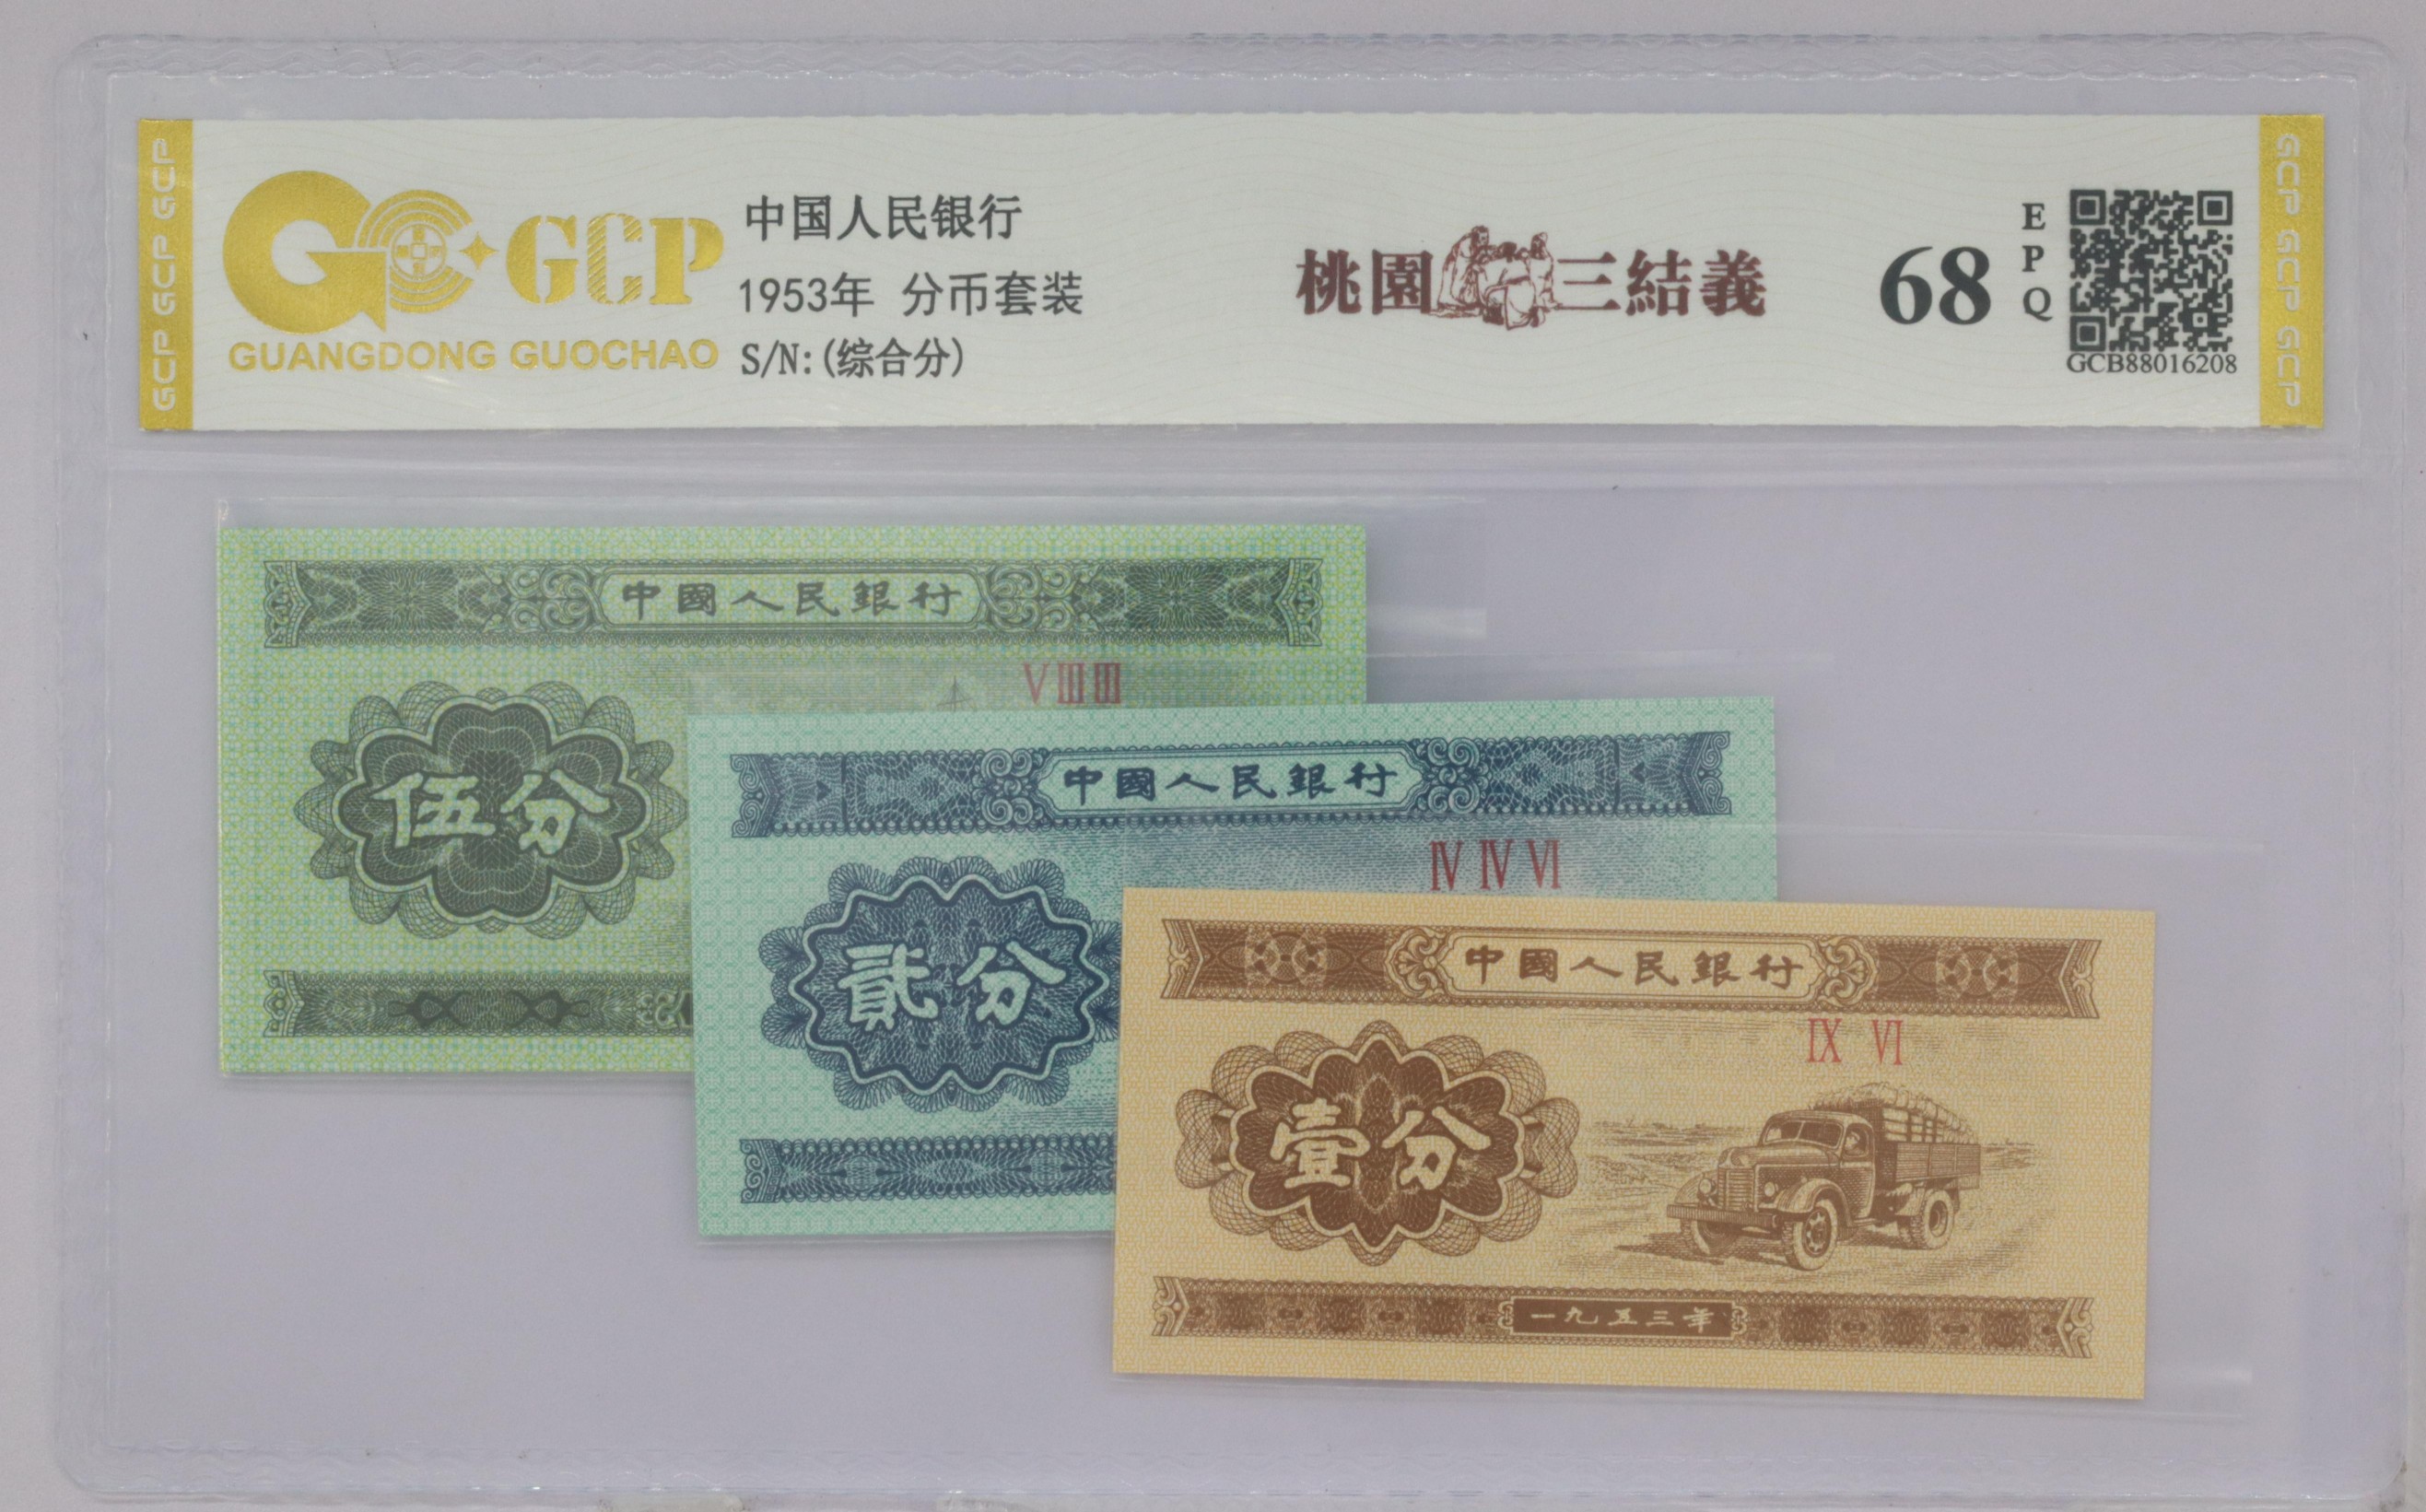 GCP GCP GCP
GCP
GUANGDONG GUOCHAO
中国人民银行
1953年 分币套装
S/N:(综合分)
桃園三結義
68
EPQ
GCB88016208
GCP GCP GCP
中國人民銀行
V III III
伍分
中國人民銀行
IV IV VI
貳分
中國人民銀行
IX VI
壹分
一九五三年